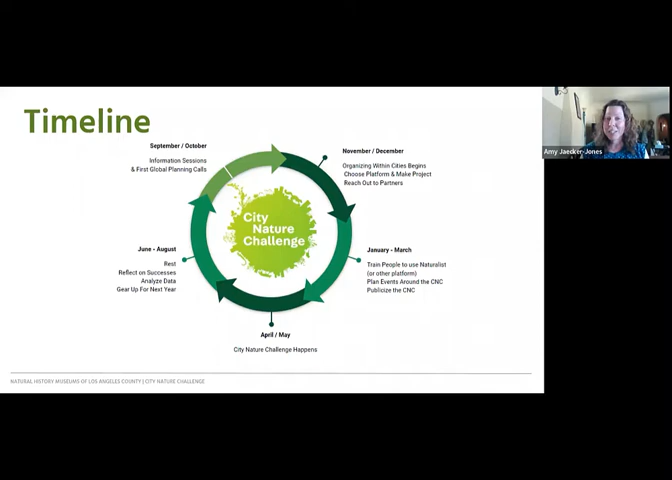 Timeline
September / October
Information Sessions
& First Global Planning Calls
November / December
Organizing Within Cities Begins
Choose Platform & Make Project
Reach Out to Partners
January - March
Train People to use iNaturalist
(or other platform)
Plan Events Around the CNC
Publicize the CNC
April / May
City Nature Challenge Happens
June - August
Rest
Reflect on Successes
Analyze Data
Gear Up For Next Year
City
Nature
Challenge
NATURAL HISTORY MUSEUMS OF LOS ANGELES COUNTY | CITY NATURE CHALLENGE
Amy Jaecker-Jones